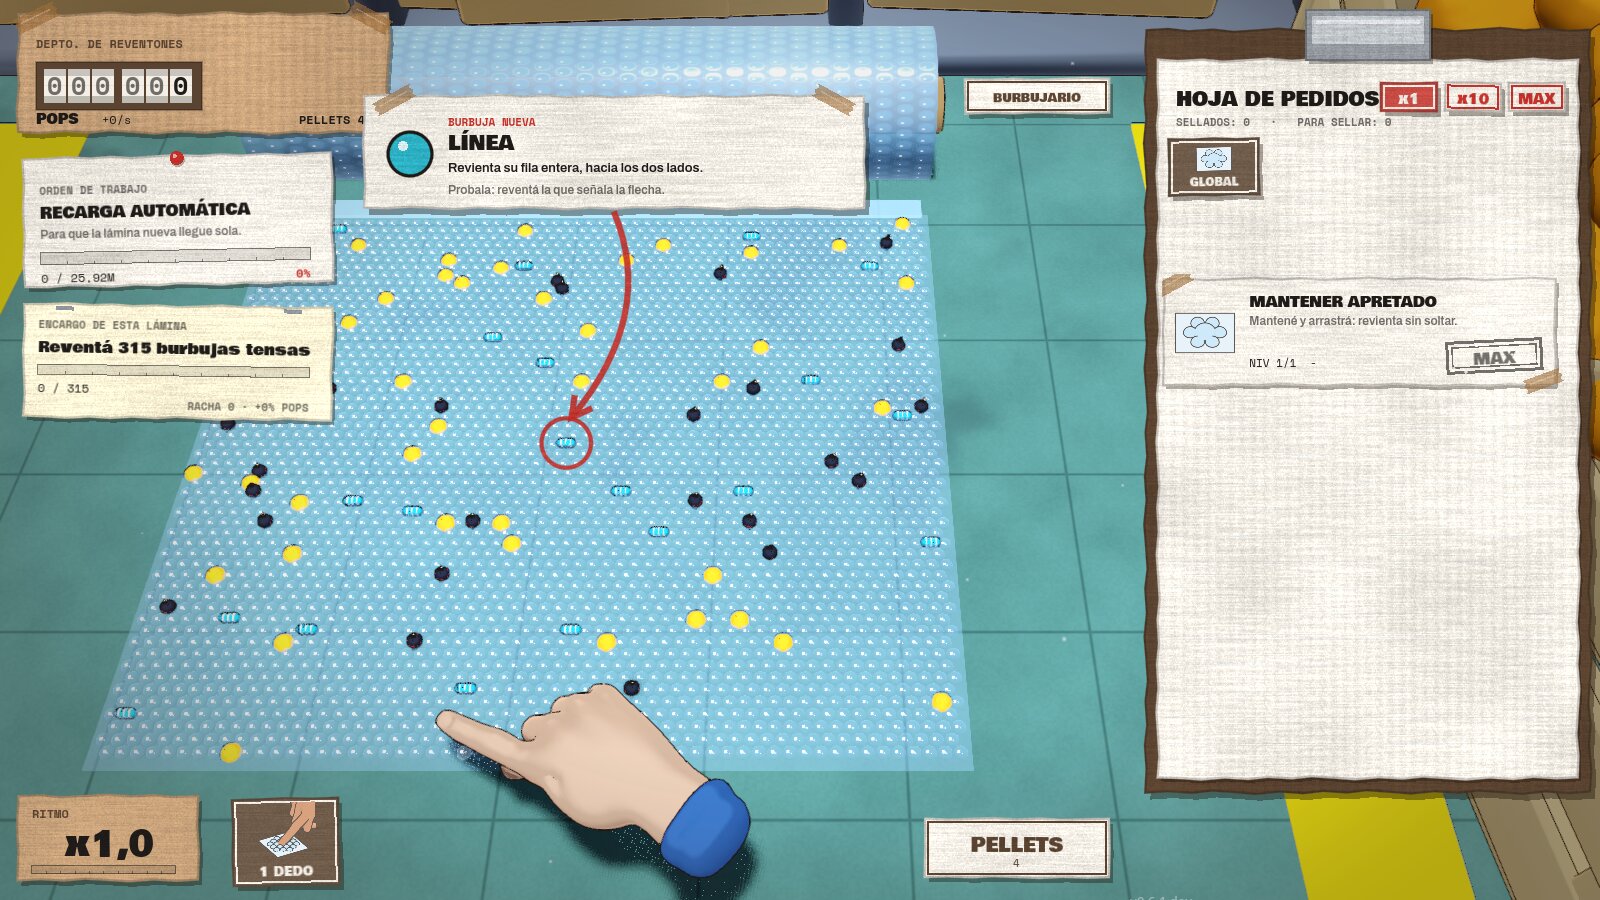 DEPTO. DE REVENTONES
000000
POPS +0/s PELLETS 4
BURBUJA NUEVA
LÍNEA
Revienta su fila entera, hacia los dos lados.
Probala: reventá la que señala la flecha.
BURBUJARIO
ORDEN DE TRABAJO
RECARGA AUTOMÁTICA
Para que la lámina nueva llegue sola.
0 / 25.92M 0%
ENCARGO DE ESTA LÁMINA
Reventá 315 burbujas tensas
0 / 315
RACHA 0 · +0% POPS
HOJA DE PEDIDOS x1 x10 MAX
SELLADOS: 0 · PARA SELLAR: 0
GLOBAL
MANTENER APRETADO
Mantené y arrastrá: revienta sin soltar.
NIV 1/1 - MAX
RITMO
x1,0
1 DEDO
PELLETS
4